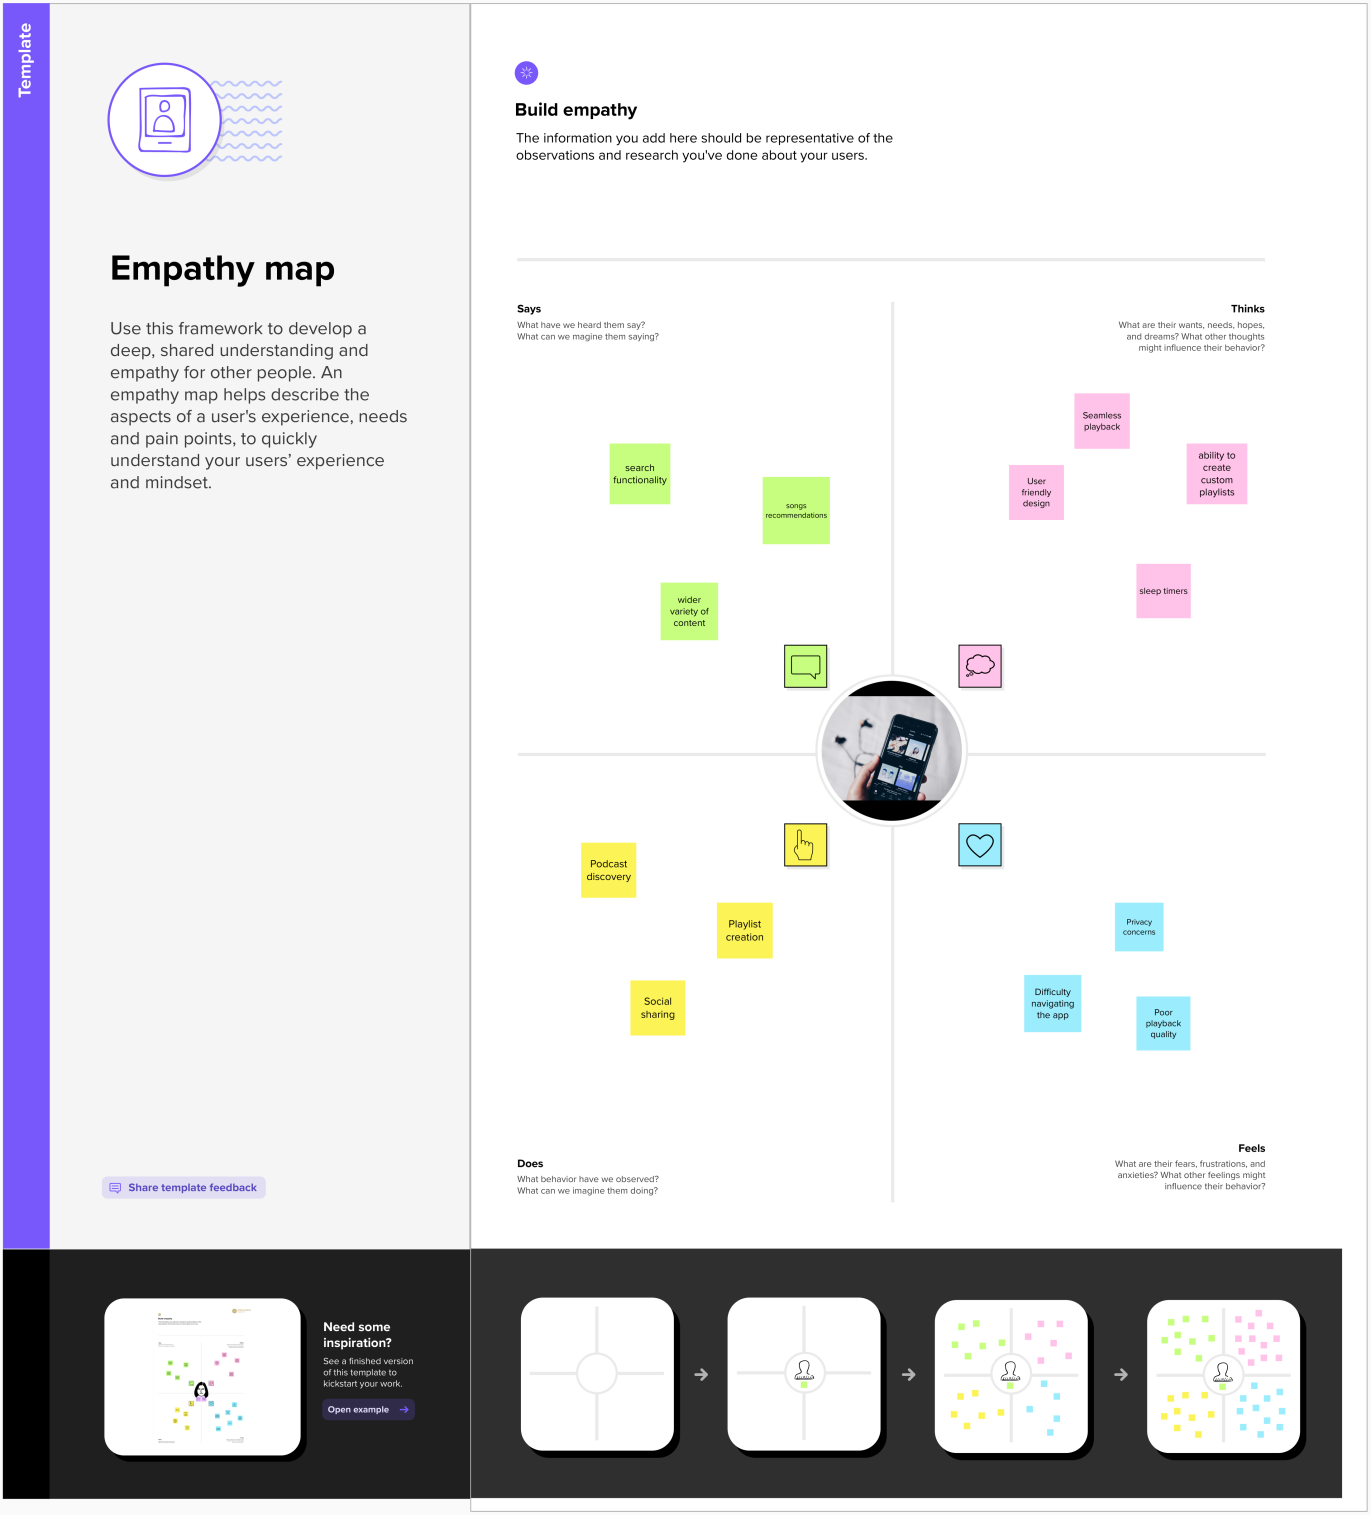 Template
Empathy map
Use this framework to develop a
deep, shared understanding and
empathy for other people. An
empathy map helps describe the
aspects of a user's experience, needs
and pain points, to quickly
understand your users’ experience
and mindset.
Share template feedback
Build empathy
The information you add here should be representative of the
observations and research you've done about your users.
Says
What have we heard them say?
What can we magine them saying?
search
functionality
songs
recommendations
wider
variety of
content
Thinks
What are their wants, needs, hopes,
and dreams? What other thoughts
might influence their behavior?
Seamless
playback
User
friendly
design
ability to
create
custom
playlists
sleep timers
Podcast
discovery
Playlist
creation
Social
sharing
Does
What behavior have we observed?
What can we imagine them doing?
Privacy
concerns
Difficulty
navigating
the app
Poor
playback
quality
Feels
What are their fears, frustrations, and
anxieties? What other feelings might
influence their behavior?
Need some
inspiration?
See a finished version
of this template to
kickstart your work.
Open example